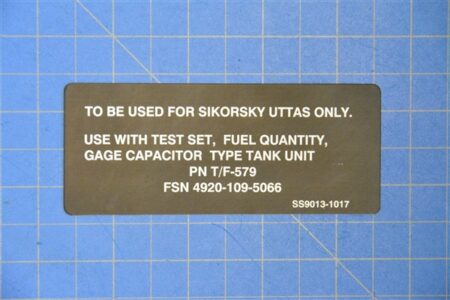 TO BE USED FOR SIKORSKY UTTAS ONLY.
USE WITH TEST SET, FUEL QUANTITY,
GAGE CAPACITOR TYPE TANK UNIT
PN T/F-579
FSN 4920-109-5066
SS9013-1017